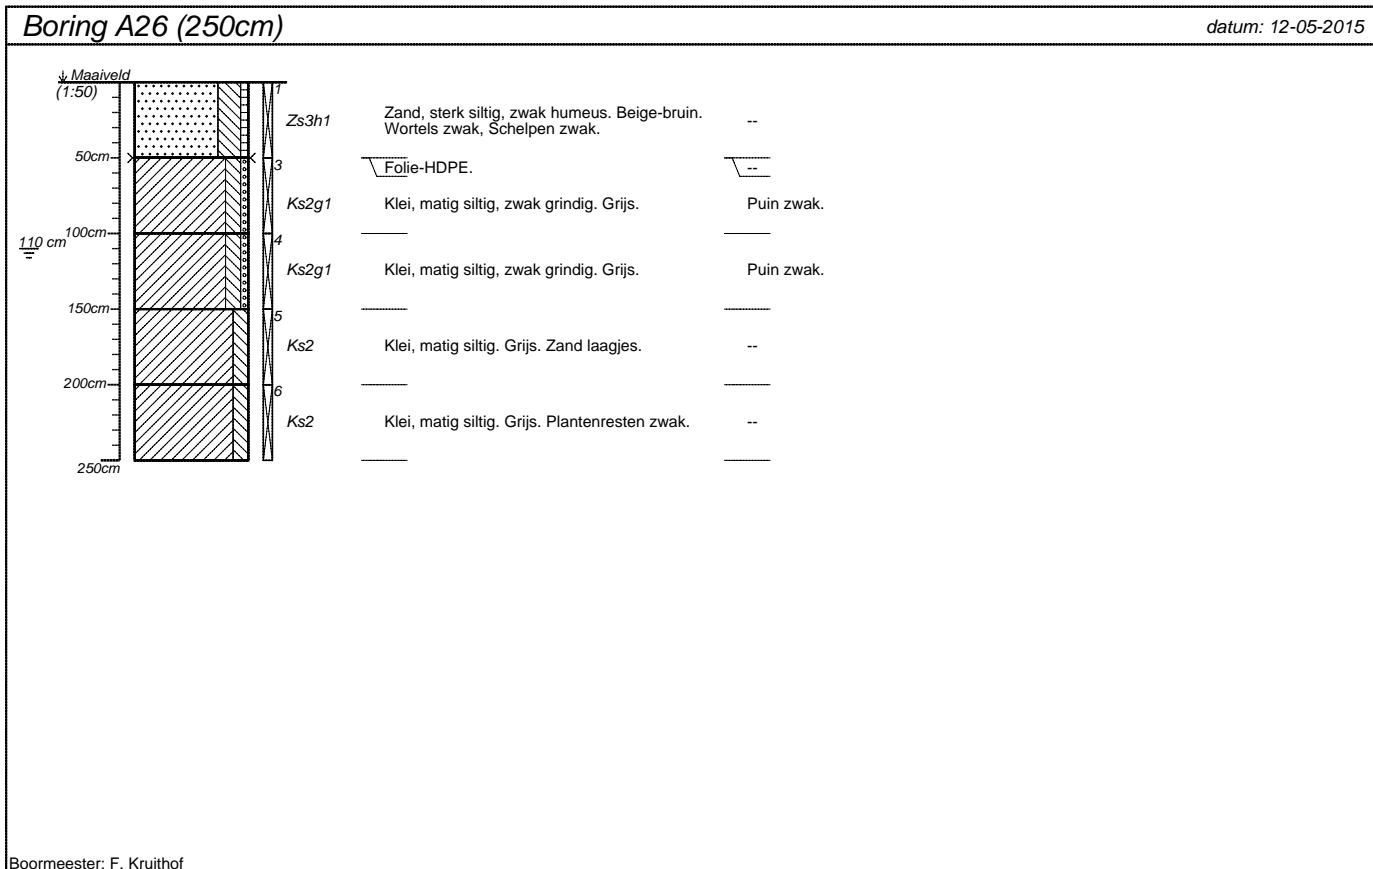 Boring A26 (250cm)
datum: 12-05-2015
Maaiveld
(1:50)
1
Zs3h1
Zand, sterk siltig, zwak humeus. Beige-bruin.
Wortels zwak, Schelpen zwak.
--
50cm
3
Folie-HDPE.
--
Ks2g1
Klei, matig siltig, zwak grindig. Grijs.
Puin zwak.
100cm
110 cm
4
Ks2g1
Klei, matig siltig, zwak grindig. Grijs.
Puin zwak.
150cm
5
Ks2
Klei, matig siltig. Grijs. Zand laagjes.
--
200cm
6
Ks2
Klei, matig siltig. Grijs. Plantenresten zwak.
--
250cm
Boormeester: F. Kruithof